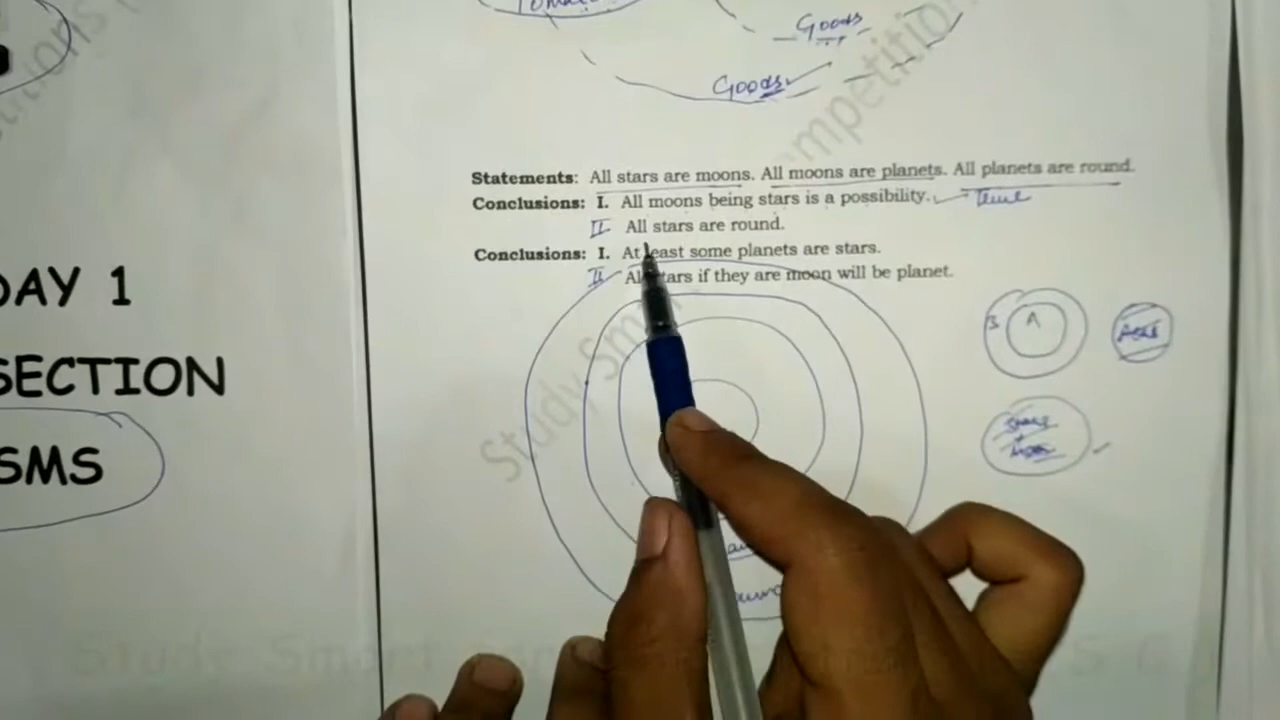 Goods
Goods
Statements: All stars are moons. All moons are planets. All planets are round.
Conclusions: I. All moons being stars is a possibility. True
II All stars are round.
Conclusions: I. At least some planets are stars.
II All stars if they are moon will be planet.
DAY 1
SECTION
SMS
B A
Study Smart